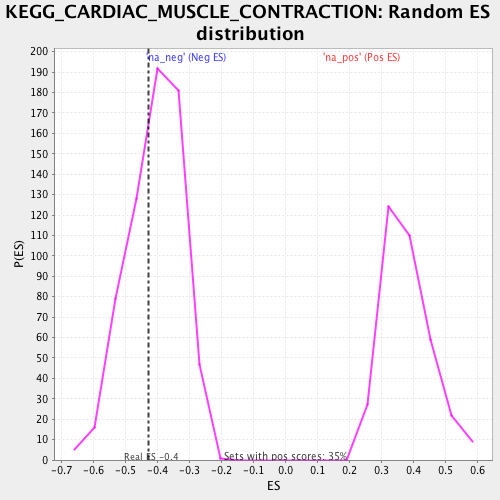 KEGG_CARDIAC_MUSCLE_CONTRACTION: Random ES
distribution
'na_neg' (Neg ES)
'na_pos' (Pos ES)
P(ES)
200
190
180
170
160
150
140
130
120
110
100
90
80
70
60
50
40
30
20
10
0
Real ES -0.4
Sets with pos scores: 35%
-0.7 -0.6 -0.5 -0.4 -0.3 -0.2 -0.1 0.0 0.1 0.2 0.3 0.4 0.5 0.6
ES